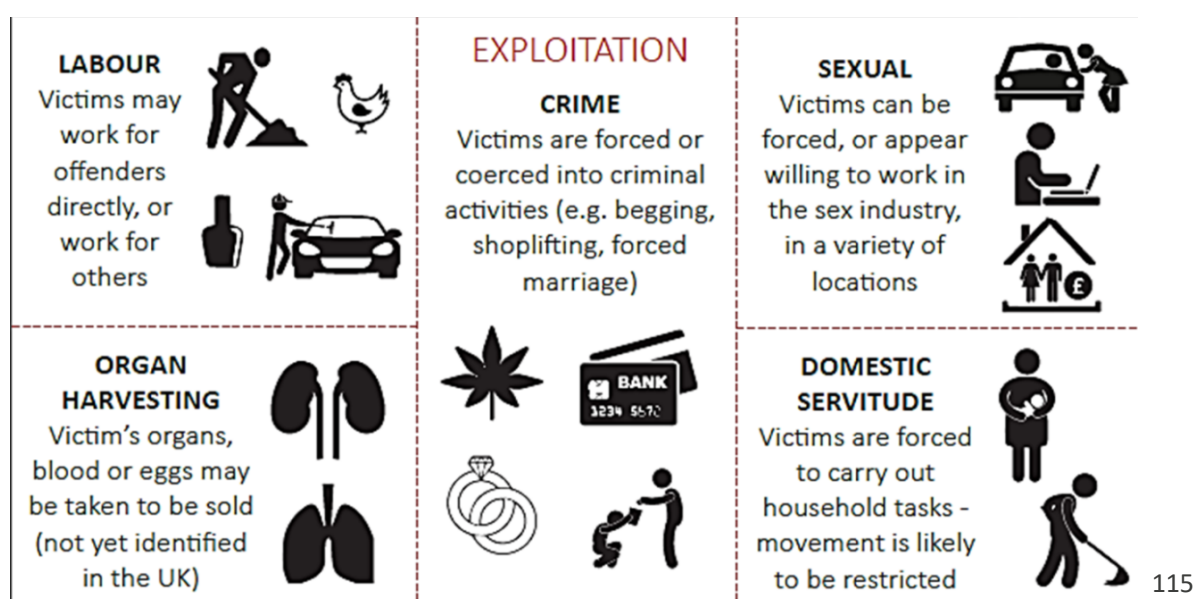 LABOUR
Victims may
work for
offenders
directly, or
work for
others
EXPLOITATION
CRIME
Victims are forced or
coerced into criminal
activities (e.g. begging,
shoplifting, forced
marriage)
BANK
3234 5672
SEXUAL
Victims can be
forced, or appear
willing to work in
the sex industry,
in a variety of
locations
£
ORGAN
HARVESTING
Victim's organs,
blood or eggs may
be taken to be sold
(not yet identified
in the UK)
DOMESTIC
SERVITUDE
Victims are forced
to carry out
household tasks -
movement is likely
to be restricted
115